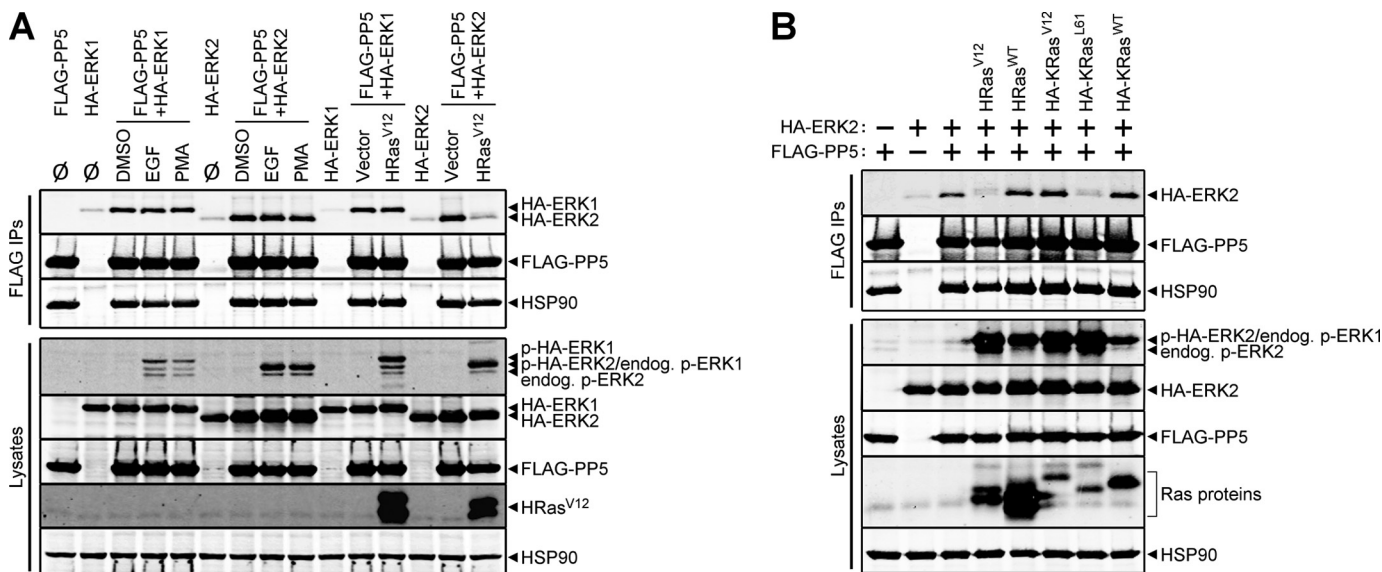 A
FLAG-PP5
HA-ERK1
FLAG-PP5
+HA-ERK1
HA-ERK2
FLAG-PP5
+HA-ERK2
HA-ERK1
FLAG-PP5
+HA-ERK1
HA-ERK2
FLAG-PP5
+HA-ERK2
Ø
Ø
DMSO
EGF
PMA
Ø
DMSO
EGF
PMA
Vector
HRasV12
Vector
HRasV12
FLAG IPs
HA-ERK1
HA-ERK2
FLAG-PP5
HSP90
Lysates
p-HA-ERK1
p-HA-ERK2/endog. p-ERK1
endog. p-ERK2
HA-ERK1
HA-ERK2
FLAG-PP5
HRasV12
HSP90
B
HRasV12
HRasWT
HA-KRasV12
HA-KRasL61
HA-KRasWT
HA-ERK2: − + + + + + + +
FLAG-PP5: + − + + + + + +
FLAG IPs
HA-ERK2
FLAG-PP5
HSP90
Lysates
p-HA-ERK2/endog. p-ERK1
endog. p-ERK2
HA-ERK2
FLAG-PP5
Ras proteins
HSP90